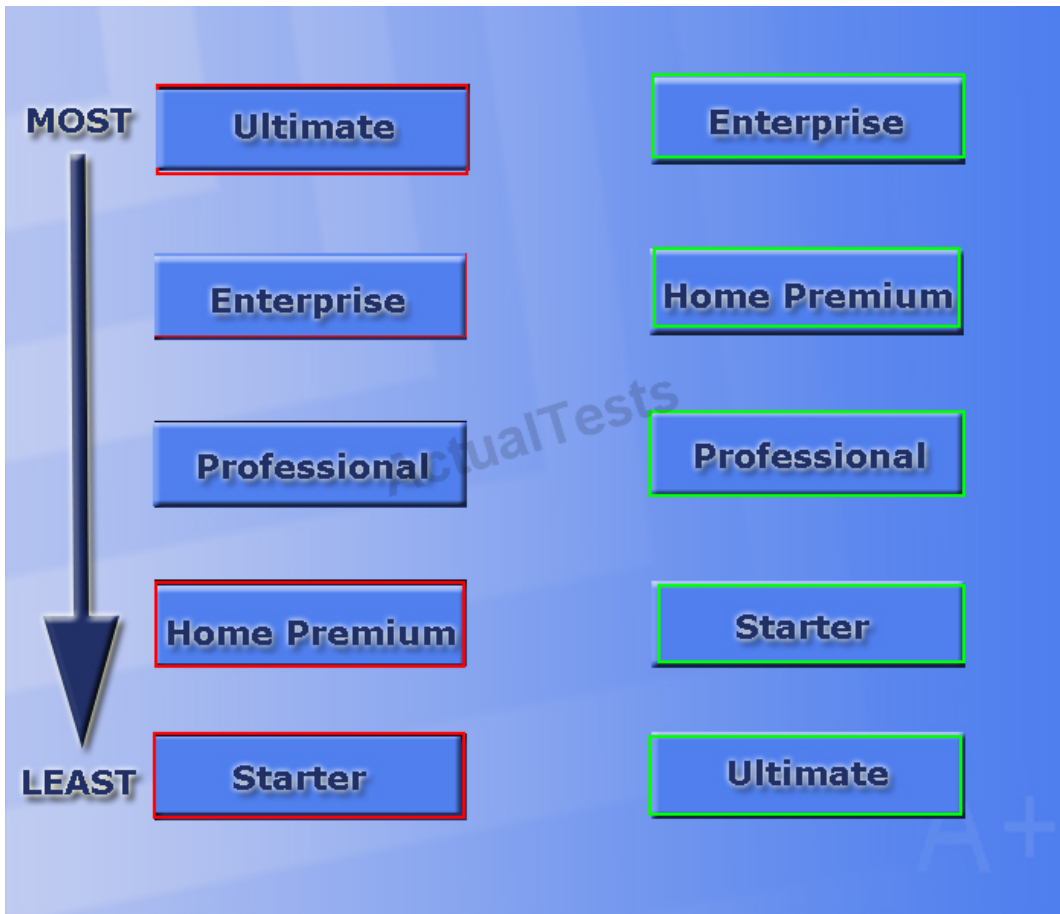 MOST
Ultimate
Enterprise
Enterprise
Home Premium
Professional
Professional
ActualTests
Home Premium
Starter
LEAST
Starter
Ultimate
A+